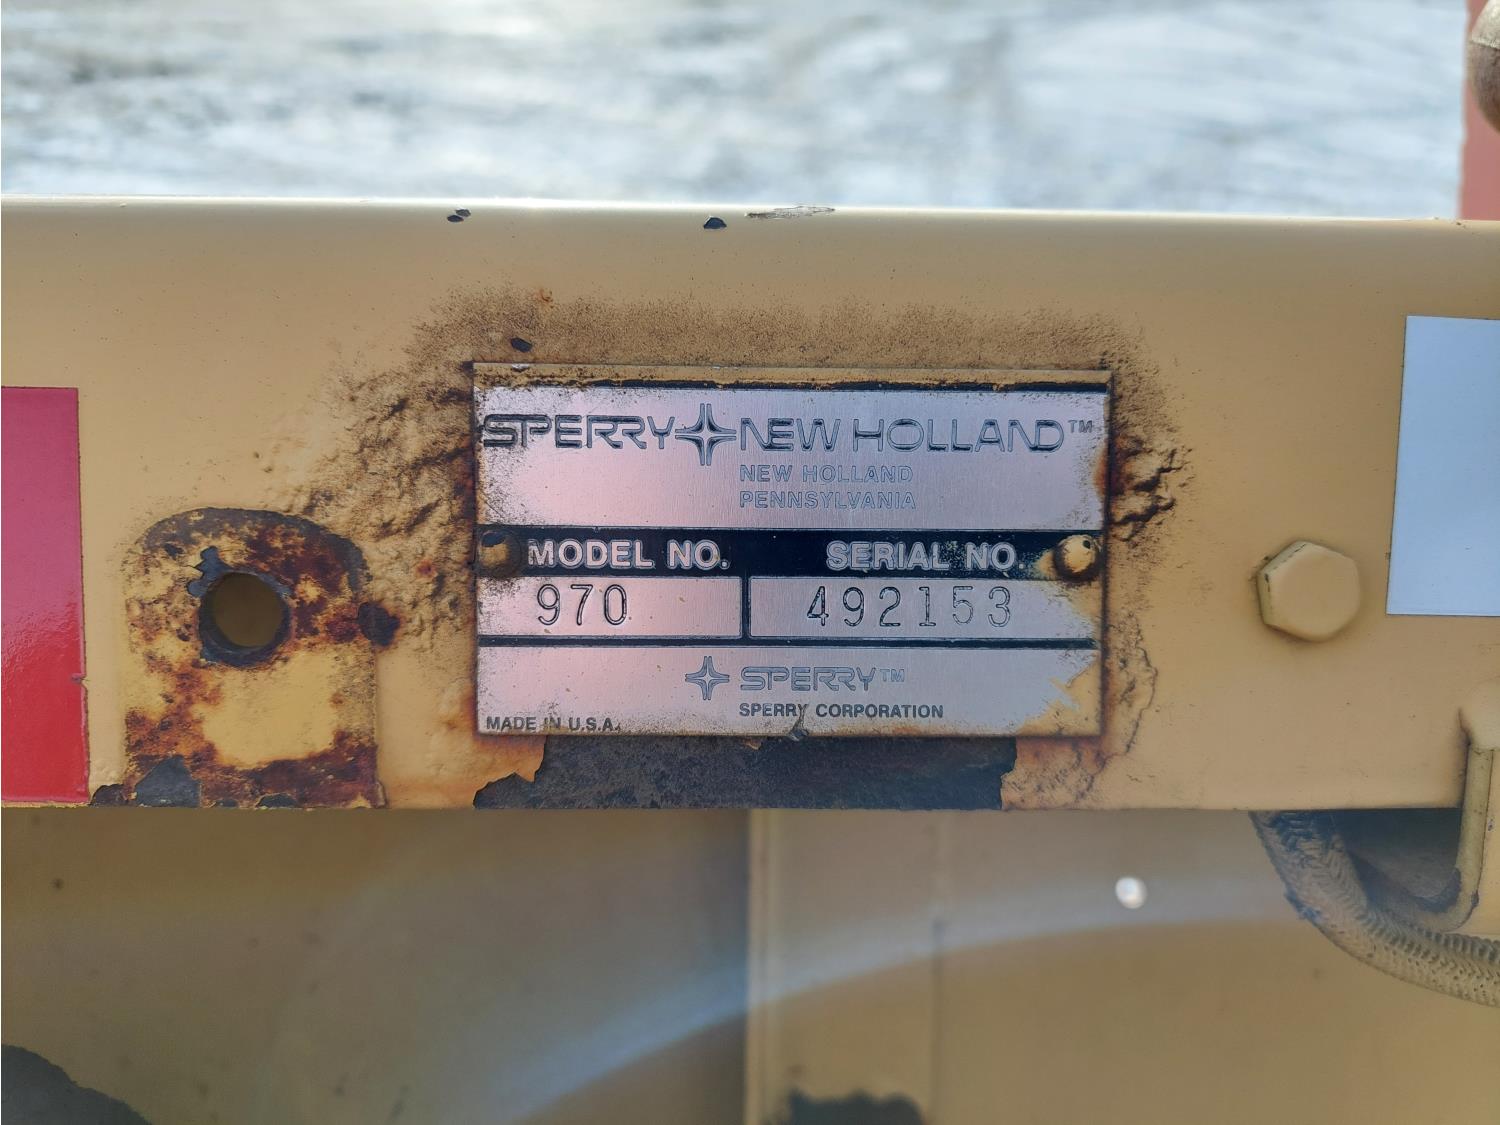 SPERRY NEW HOLLAND™
NEW HOLLAND
PENNSYLVANIA
MODEL NO. SERIAL NO.
970 492153
SPERRY™
SPERRY CORPORATION
MADE IN U.S.A.